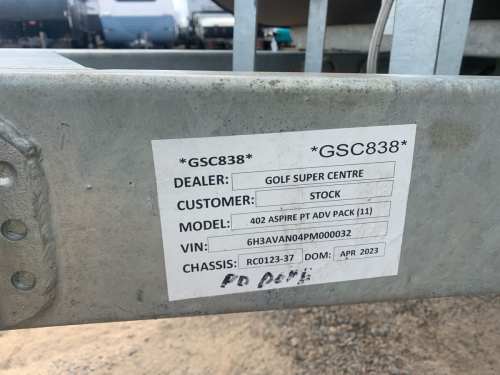 *GSC838* *GSC838*
DEALER: GOLF SUPER CENTRE
CUSTOMER: STOCK
MODEL: 402 ASPIRE PT ADV PACK (11)
VIN: 6H3AVAN04PM000032
CHASSIS: RC0123-37 DOM: APR 2023
PD